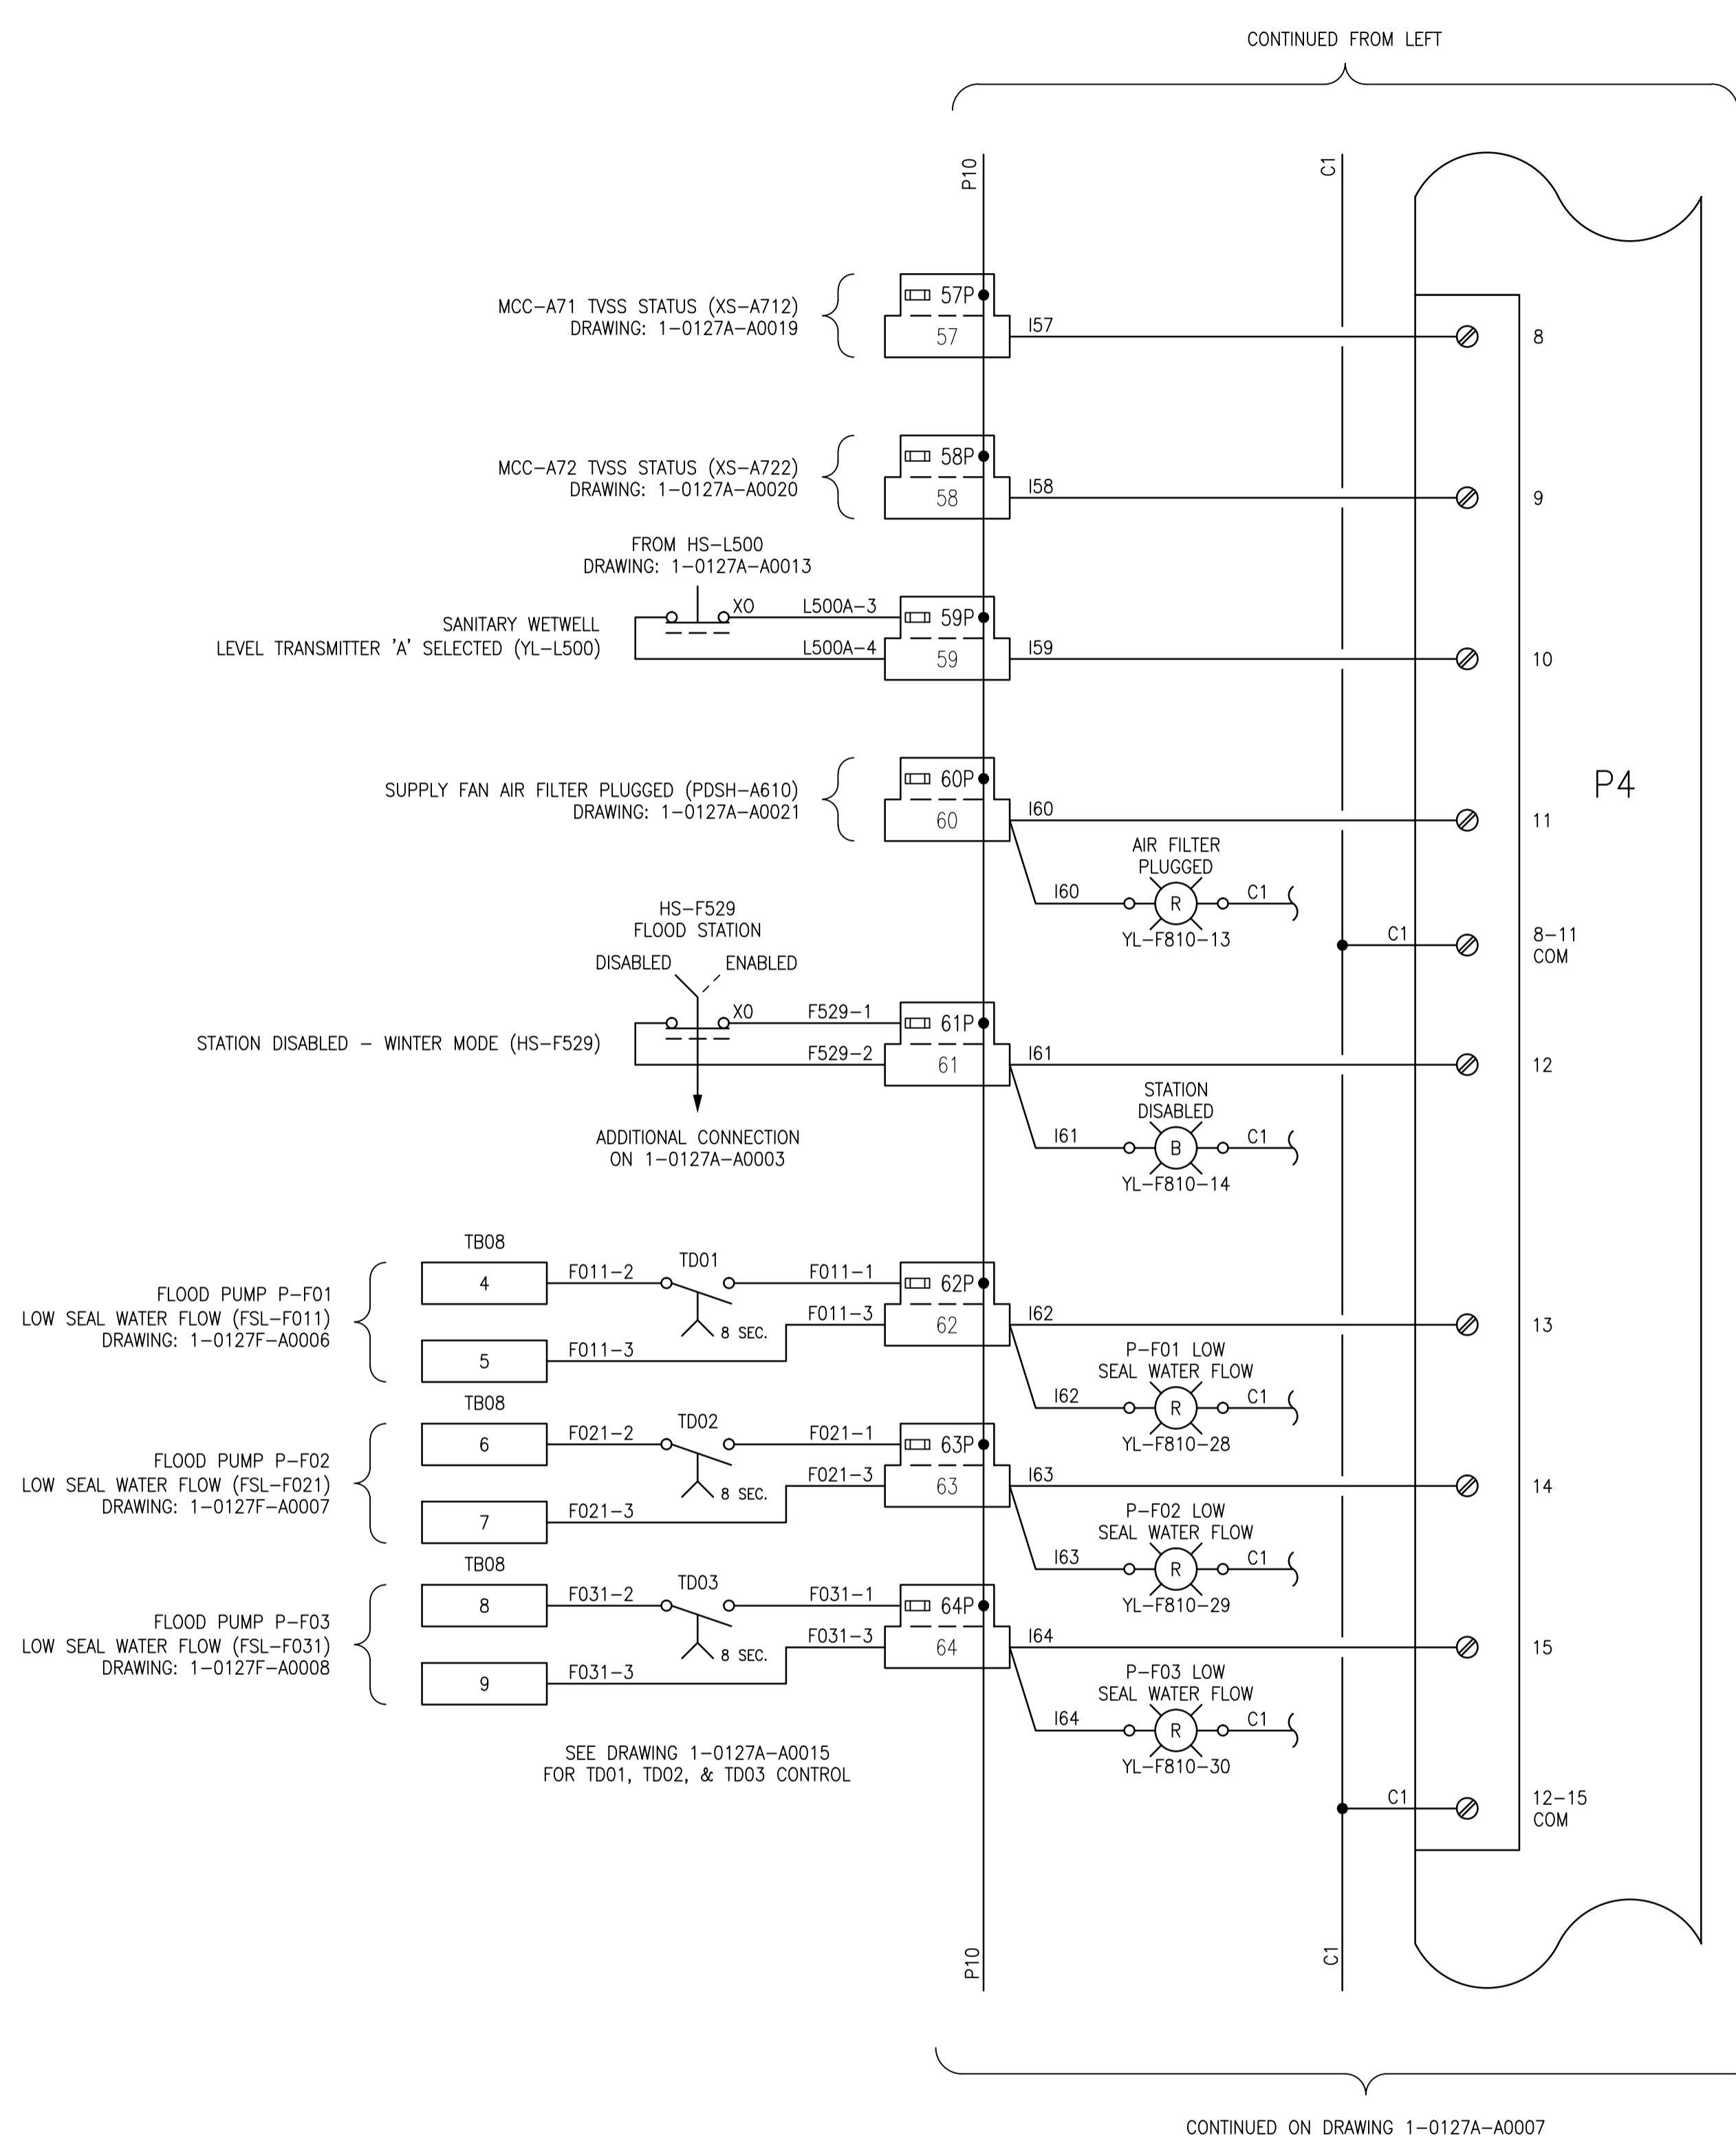 CONTINUED FROM LEFT
P10
C1
57P
MCC-A71 TVSS STATUS (XS-A712)
DRAWING: 1-0127A-A0019
57
I57
8
58P
MCC-A72 TVSS STATUS (XS-A722)
DRAWING: 1-0127A-A0020
58
I58
9
FROM HS-L500
DRAWING: 1-0127A-A0013
XO
L500A-3
59P
SANITARY WETWELL
LEVEL TRANSMITTER 'A' SELECTED (YL-L500)
L500A-4
59
I59
10
P4
60P
SUPPLY FAN AIR FILTER PLUGGED (PDSH-A610)
DRAWING: 1-0127A-A0021
60
I60
11
AIR FILTER
PLUGGED
I60
R
C1
YL-F810-13
C1
8-11
COM
HS-F529
FLOOD STATION
DISABLED
ENABLED
XO
F529-1
61P
STATION DISABLED - WINTER MODE (HS-F529)
F529-2
61
I61
12
STATION
DISABLED
I61
B
C1
YL-F810-14
ADDITIONAL CONNECTION
ON 1-0127A-A0003
TB08
4
F011-2
TD01
F011-1
62P
FLOOD PUMP P-F01
LOW SEAL WATER FLOW (FSL-F011)
DRAWING: 1-0127F-A0006
8 SEC.
F011-3
62
I62
13
5
F011-3
P-F01 LOW
SEAL WATER FLOW
I62
R
C1
YL-F810-28
TB08
6
F021-2
TD02
F021-1
63P
FLOOD PUMP P-F02
LOW SEAL WATER FLOW (FSL-F021)
DRAWING: 1-0127F-A0007
8 SEC.
F021-3
63
I63
14
7
F021-3
P-F02 LOW
SEAL WATER FLOW
I63
R
C1
YL-F810-29
TB08
8
F031-2
TD03
F031-1
64P
FLOOD PUMP P-F03
LOW SEAL WATER FLOW (FSL-F031)
DRAWING: 1-0127F-A0008
8 SEC.
F031-3
64
I64
15
9
F031-3
P-F03 LOW
SEAL WATER FLOW
I64
R
C1
YL-F810-30
SEE DRAWING 1-0127A-A0015
FOR TD01, TD02, & TD03 CONTROL
C1
12-15
COM
P10
C1
CONTINUED ON DRAWING 1-0127A-A0007